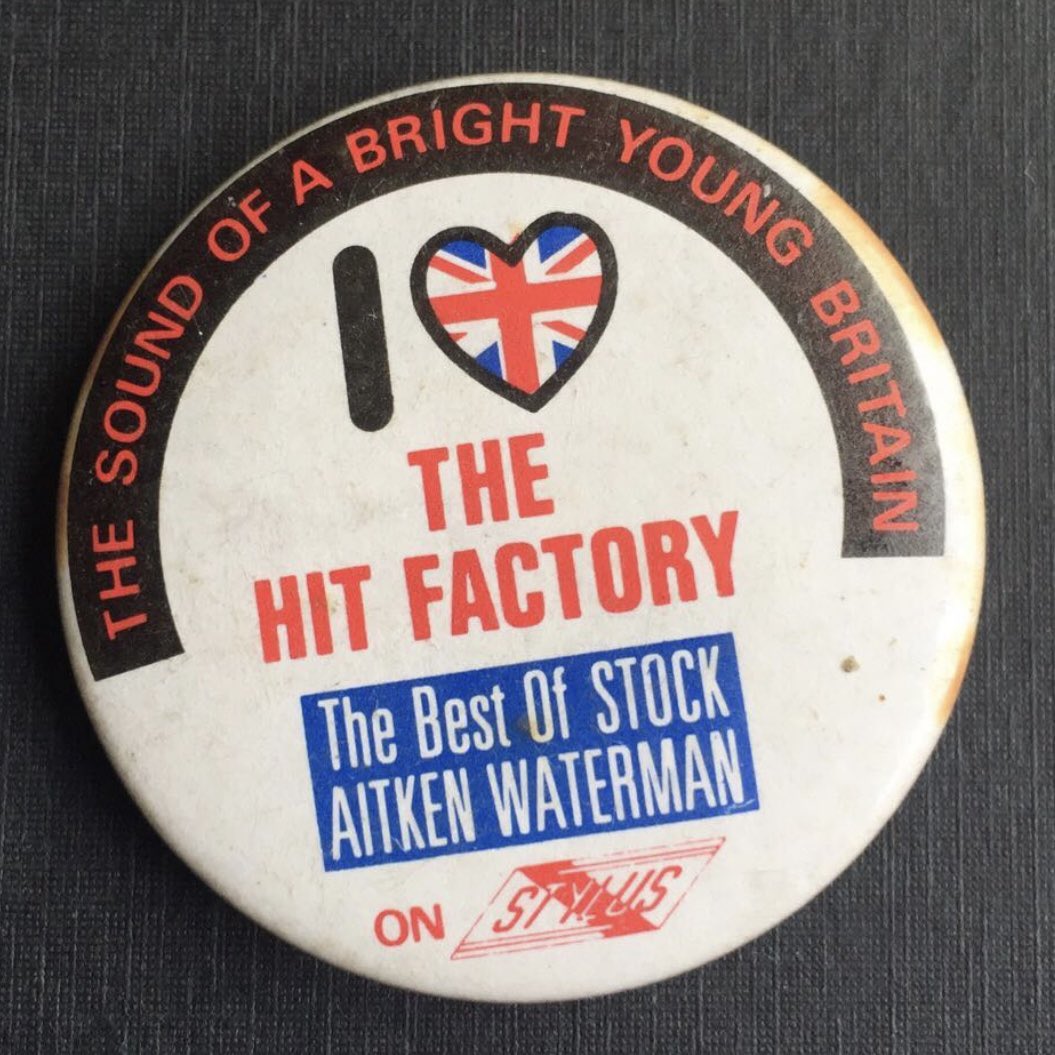 THE SOUND OF A BRIGHT YOUNG BRITAIN
I
THE
HIT FACTORY
The Best Of STOCK
AITKEN WATERMAN
ON STYLUS